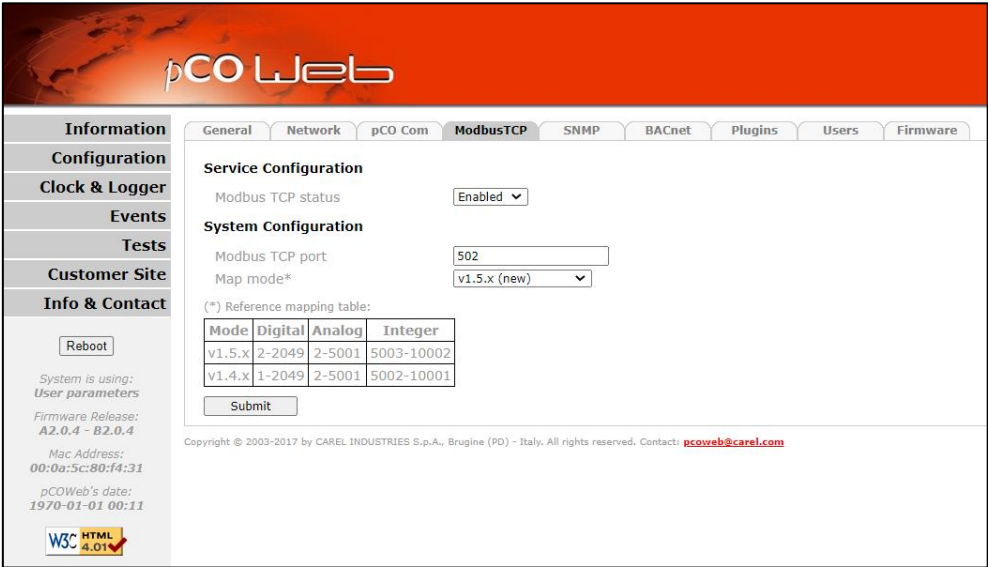 pCO Web
Information
Configuration
Clock & Logger
Events
Tests
Customer Site
Info & Contact
Reboot
System is using:
User parameters
Firmware Release:
A2.0.4 - B2.0.4
Mac Address:
00:0a:5c:80:f4:31
pCOWeb's date:
1970-01-01 00:11
W3C HTML 4.01
General Network pCO Com ModbusTCP SNMP BACnet Plugins Users Firmware
Service Configuration
Modbus TCP status Enabled
System Configuration
Modbus TCP port 502
Map mode* v1.5.x (new)
(*) Reference mapping table:
Mode Digital Analog Integer
v1.5.x 2-2049 2-5001 5003-10002
v1.4.x 1-2049 2-5001 5002-10001
Submit
Copyright © 2003-2017 by CAREL INDUSTRIES S.p.A., Brugine (PD) - Italy. All rights reserved. Contact: pcoweb@carel.com